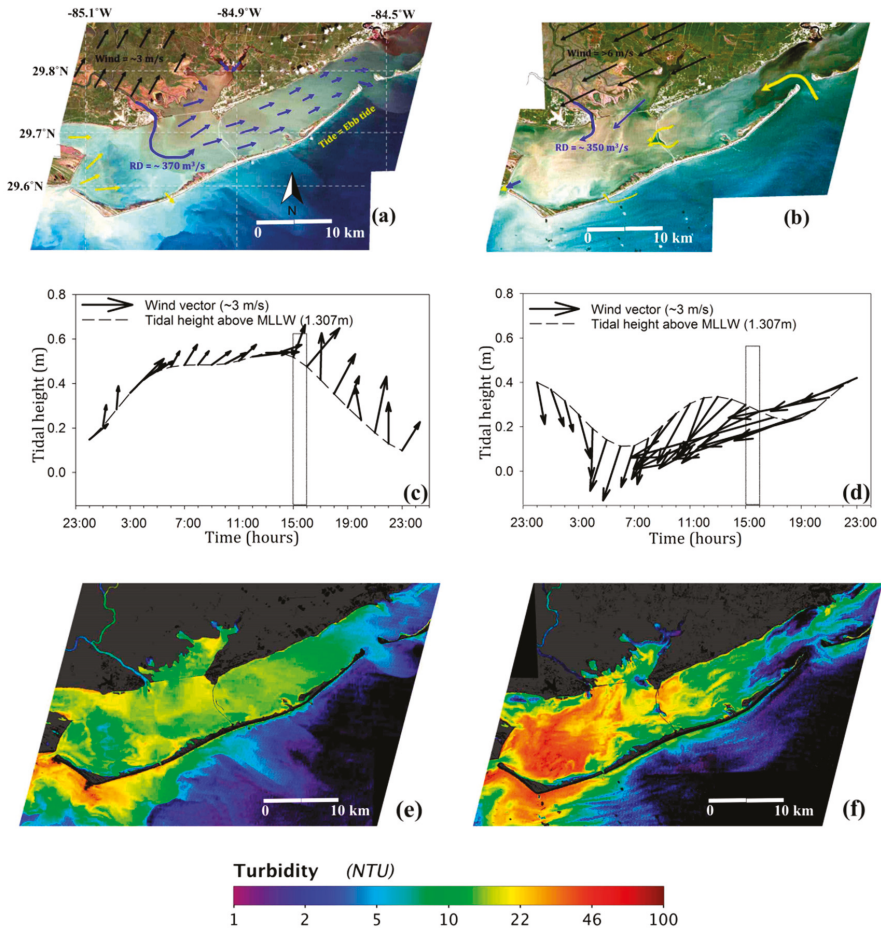 -85.1°W -84.9°W -84.5°W
29.8°N
29.7°N
29.6°N
Wind = ~3 m/s
Tide = Ebb tide
RD = ~ 370 m³/s
N
0 10 km
(a)
Wind = >6 m/s
RD = ~ 350 m³/s
0 10 km
(b)
0.8
0.6
0.4
0.2
0.0
Tidal height (m)
Wind vector (~3 m/s)
Tidal height above MLLW (1.307m)
(c)
23:00 3:00 7:00 11:00 15:00 19:00 23:00
Time (hours)
0.8
0.6
0.4
0.2
0.0
Tidal height (m)
Wind vector (~3 m/s)
Tidal height above MLLW (1.307m)
(d)
23:00 3:00 7:00 11:00 15:00 19:00 23:00
Time (hours)
0 10 km
(e)
0 10 km
(f)
Turbidity (NTU)
1 2 5 10 22 46 100